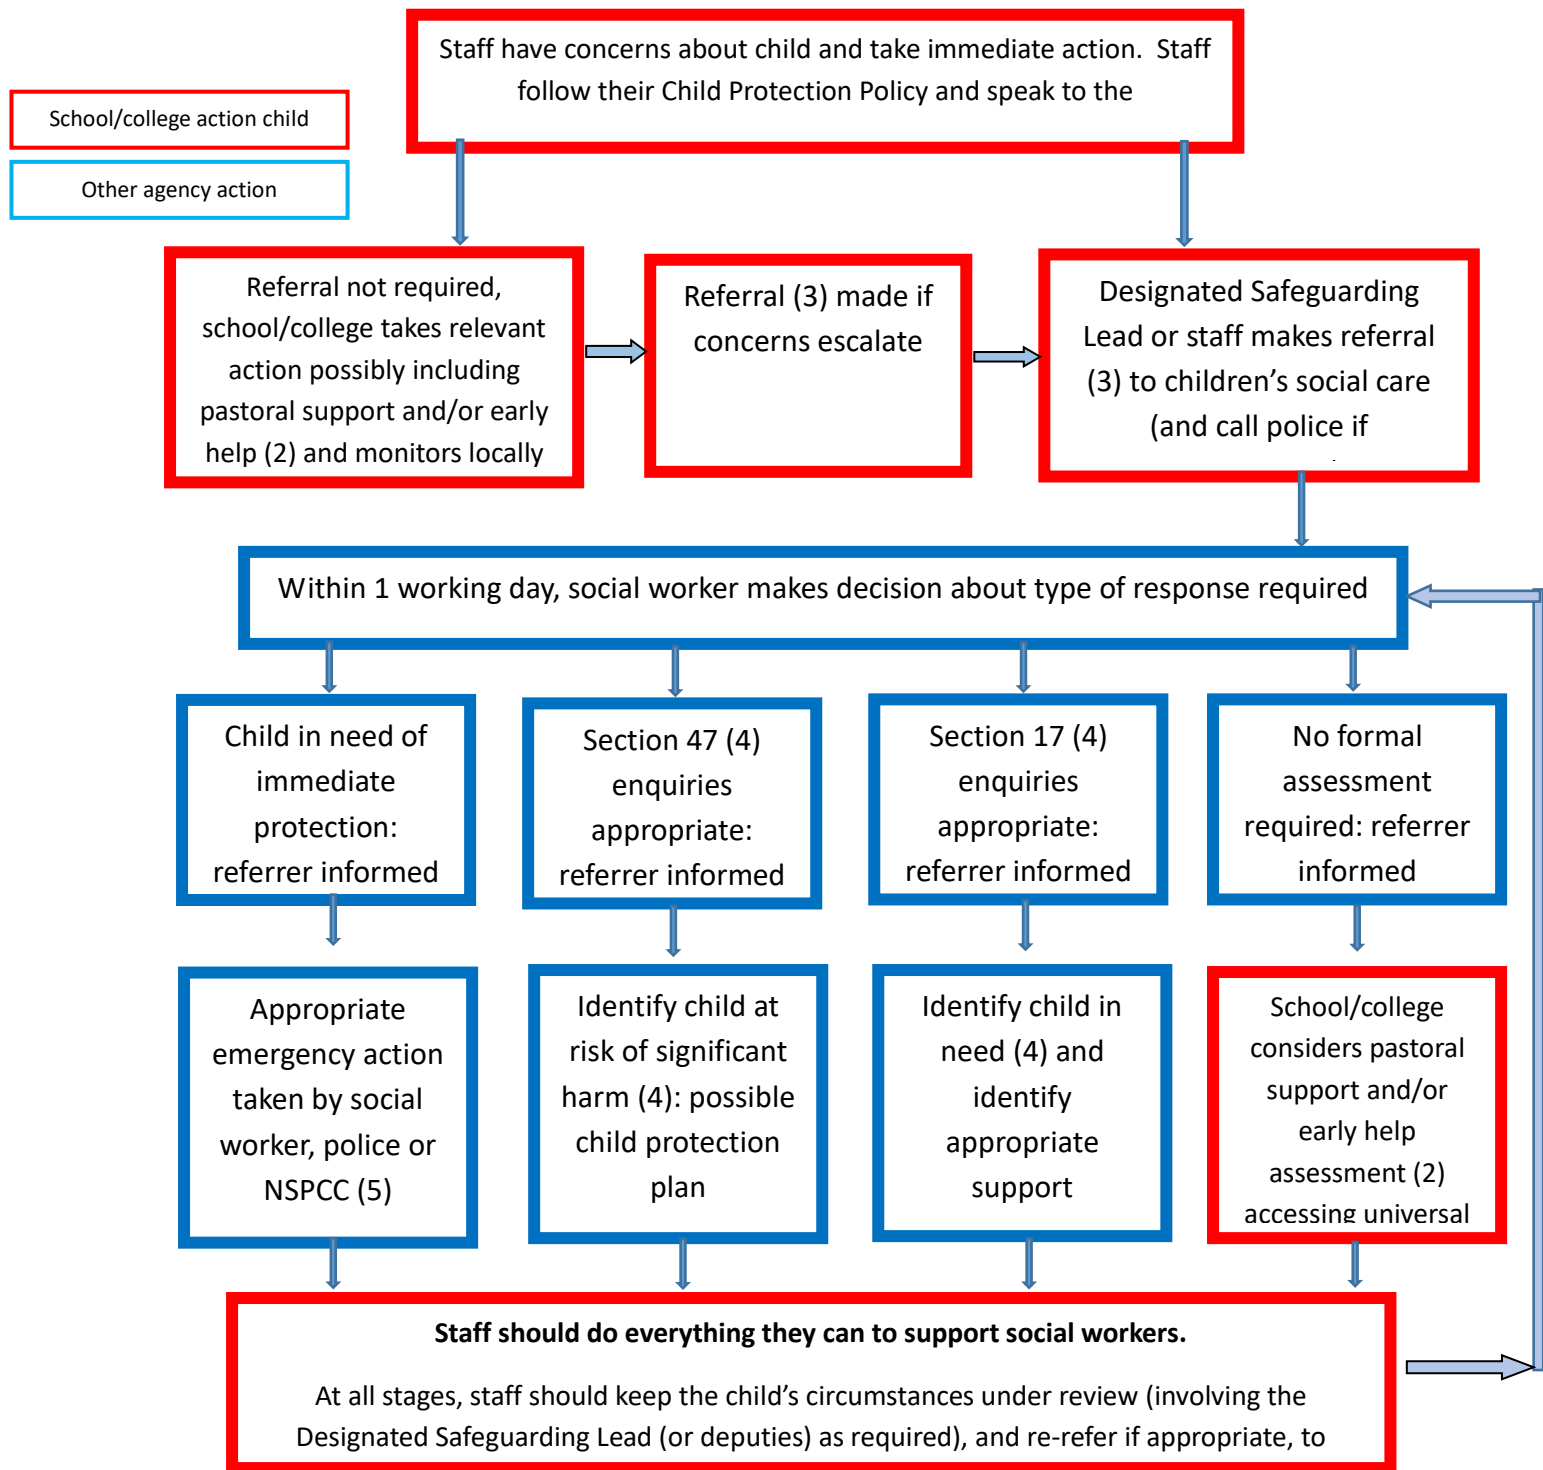 Staff have concerns about child and take immediate action.  Staff
follow their Child Protection Policy and speak to the
School/college action child
Other agency action
Referral not required,
school/college takes relevant
action possibly including
pastoral support and/or early
help (2) and monitors locally
Referral (3) made if
concerns escalate
Designated Safeguarding
Lead or staff makes referral
(3) to children’s social care
(and call police if
Within 1 working day, social worker makes decision about type of response required
Child in need of
immediate
protection:
referrer informed
Section 47 (4)
enquiries
appropriate:
referrer informed
Section 17 (4)
enquiries
appropriate:
referrer informed
No formal
assessment
required: referrer
informed
Appropriate
emergency action
taken by social
worker, police or
NSPCC (5)
Identify child at
risk of significant
harm (4): possible
child protection
plan
Identify child in
need (4) and
identify
appropriate
support
School/college
considers pastoral
support and/or
early help
assessment (2)
accessing universal
Staff should do everything they can to support social workers.
At all stages, staff should keep the child’s circumstances under review (involving the
Designated Safeguarding Lead (or deputies) as required), and re-refer if appropriate, to